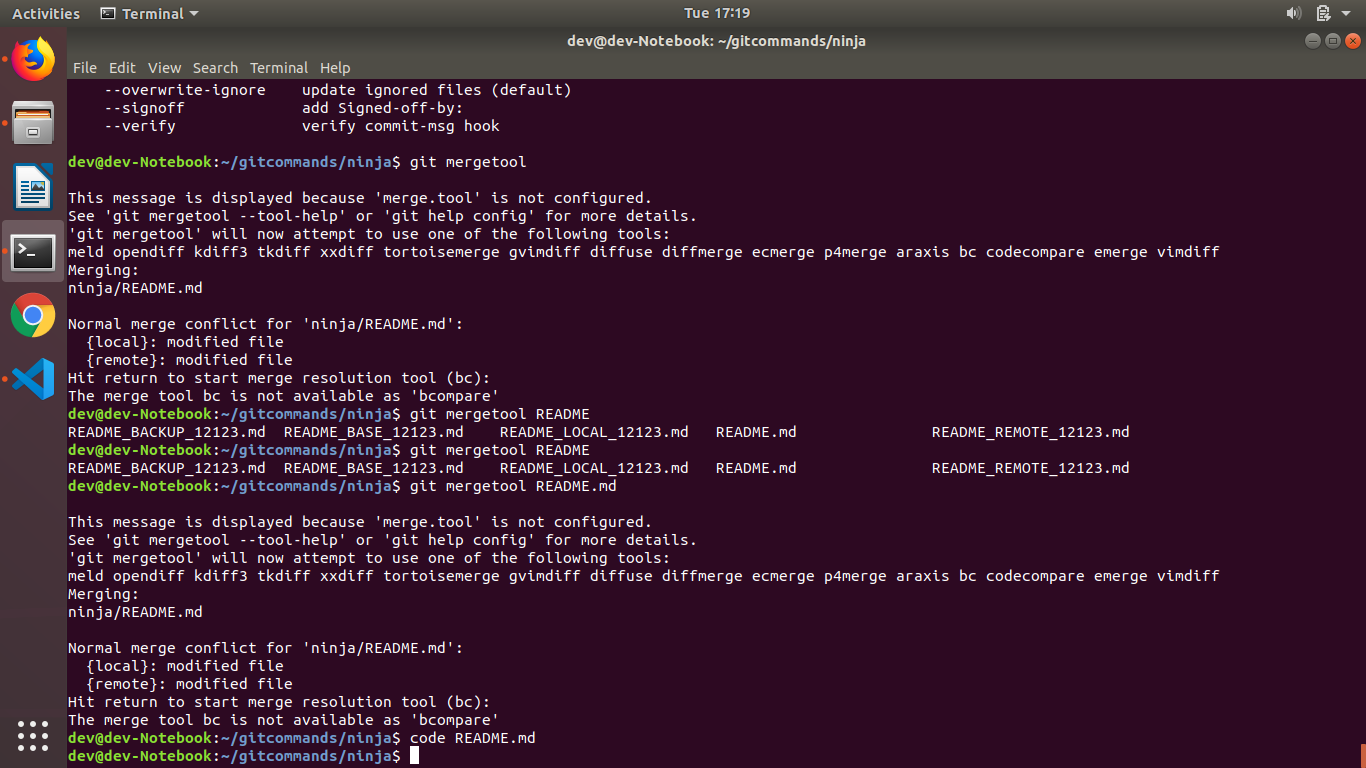 Activities Terminal Tue 17:19
dev@dev-Notebook: ~/gitcommands/ninja
File Edit View Search Terminal Help
--overwrite-ignore update ignored files (default)
--signoff add Signed-off-by:
--verify verify commit-msg hook
dev@dev-Notebook:~/gitcommands/ninja$ git mergetool
This message is displayed because 'merge.tool' is not configured.
See 'git mergetool --tool-help' or 'git help config' for more details.
'git mergetool' will now attempt to use one of the following tools:
meld opendiff kdiff3 tkdiff xxdiff tortoisemerge gvimdiff diffuse diffmerge ecmerge p4merge araxis bc codecompare emerge vimdiff
Merging:
ninja/README.md
Normal merge conflict for 'ninja/README.md':
{local}: modified file
{remote}: modified file
Hit return to start merge resolution tool (bc):
The merge tool bc is not available as 'bcompare'
dev@dev-Notebook:~/gitcommands/ninja$ git mergetool README
README_BACKUP_12123.md README_BASE_12123.md README_LOCAL_12123.md README.md README_REMOTE_12123.md
dev@dev-Notebook:~/gitcommands/ninja$ git mergetool README
README_BACKUP_12123.md README_BASE_12123.md README_LOCAL_12123.md README.md README_REMOTE_12123.md
dev@dev-Notebook:~/gitcommands/ninja$ git mergetool README.md
This message is displayed because 'merge.tool' is not configured.
See 'git mergetool --tool-help' or 'git help config' for more details.
'git mergetool' will now attempt to use one of the following tools:
meld opendiff kdiff3 tkdiff xxdiff tortoisemerge gvimdiff diffuse diffmerge ecmerge p4merge araxis bc codecompare emerge vimdiff
Merging:
ninja/README.md
Normal merge conflict for 'ninja/README.md':
{local}: modified file
{remote}: modified file
Hit return to start merge resolution tool (bc):
The merge tool bc is not available as 'bcompare'
dev@dev-Notebook:~/gitcommands/ninja$ code README.md
dev@dev-Notebook:~/gitcommands/ninja$